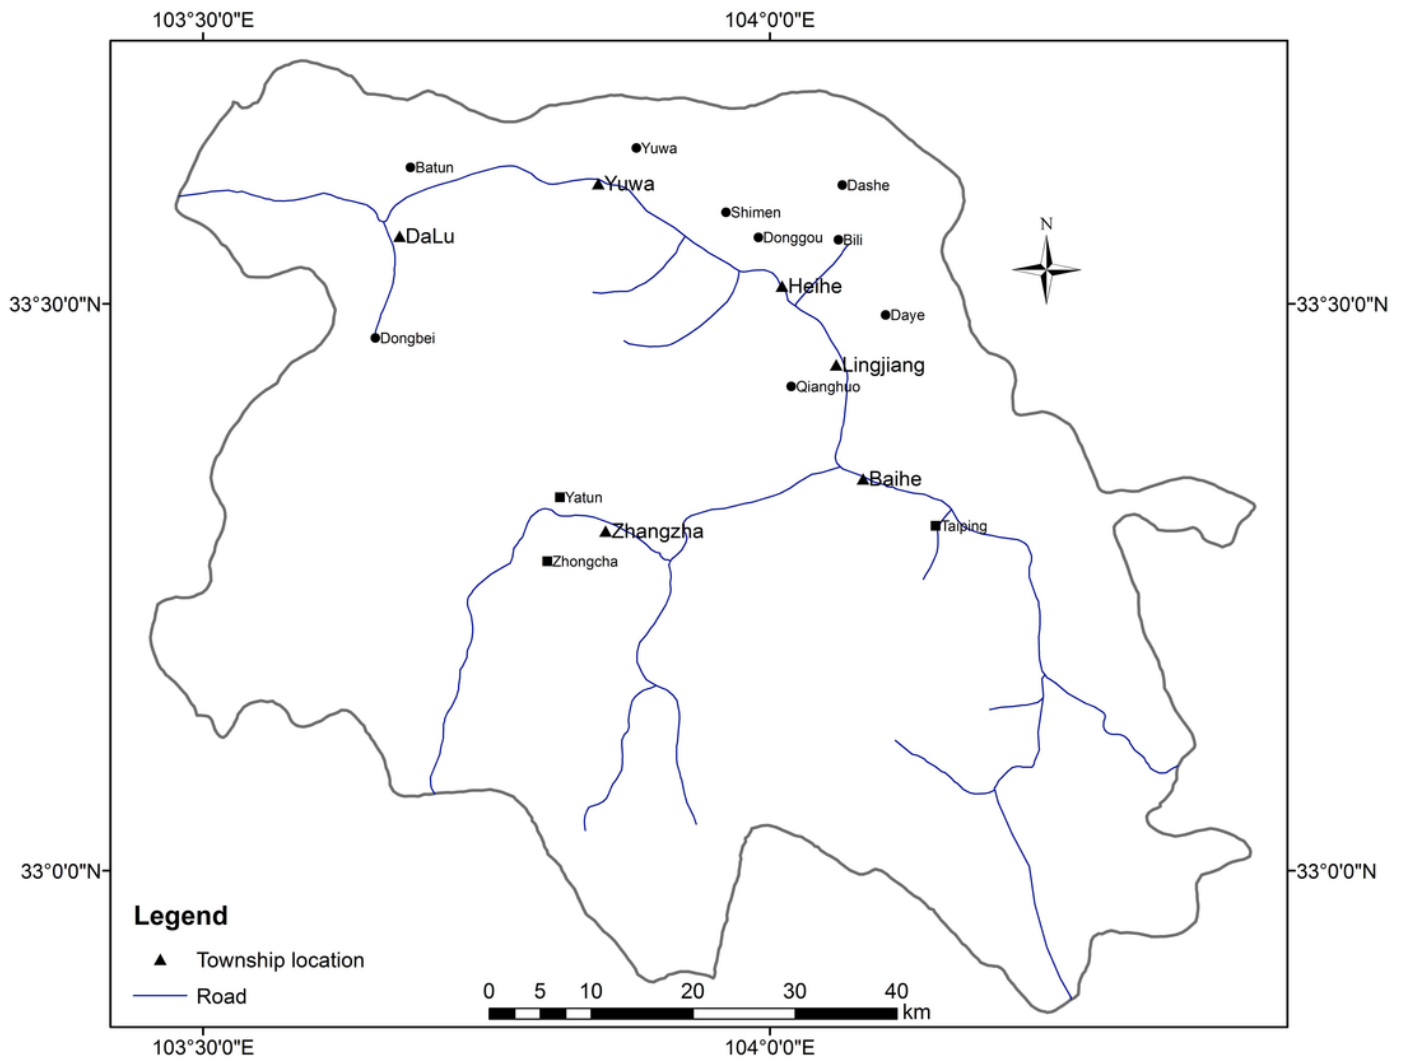 103°30'0"E
104°0'0"E
Yuwa
Batun
Yuwa
Dashe
Shimen
N
DaLu
Donggou
Bili
Heihe
33°30'0"N
33°30'0"N
Daye
Dongbei
Lingjiang
Qianghuo
Baihe
Yatun
Taiping
Zhangzha
Zhongcha
33°0'0"N
33°0'0"N
Legend
Township location
Road
0 5 10 20 30 40
km
103°30'0"E
104°0'0"E